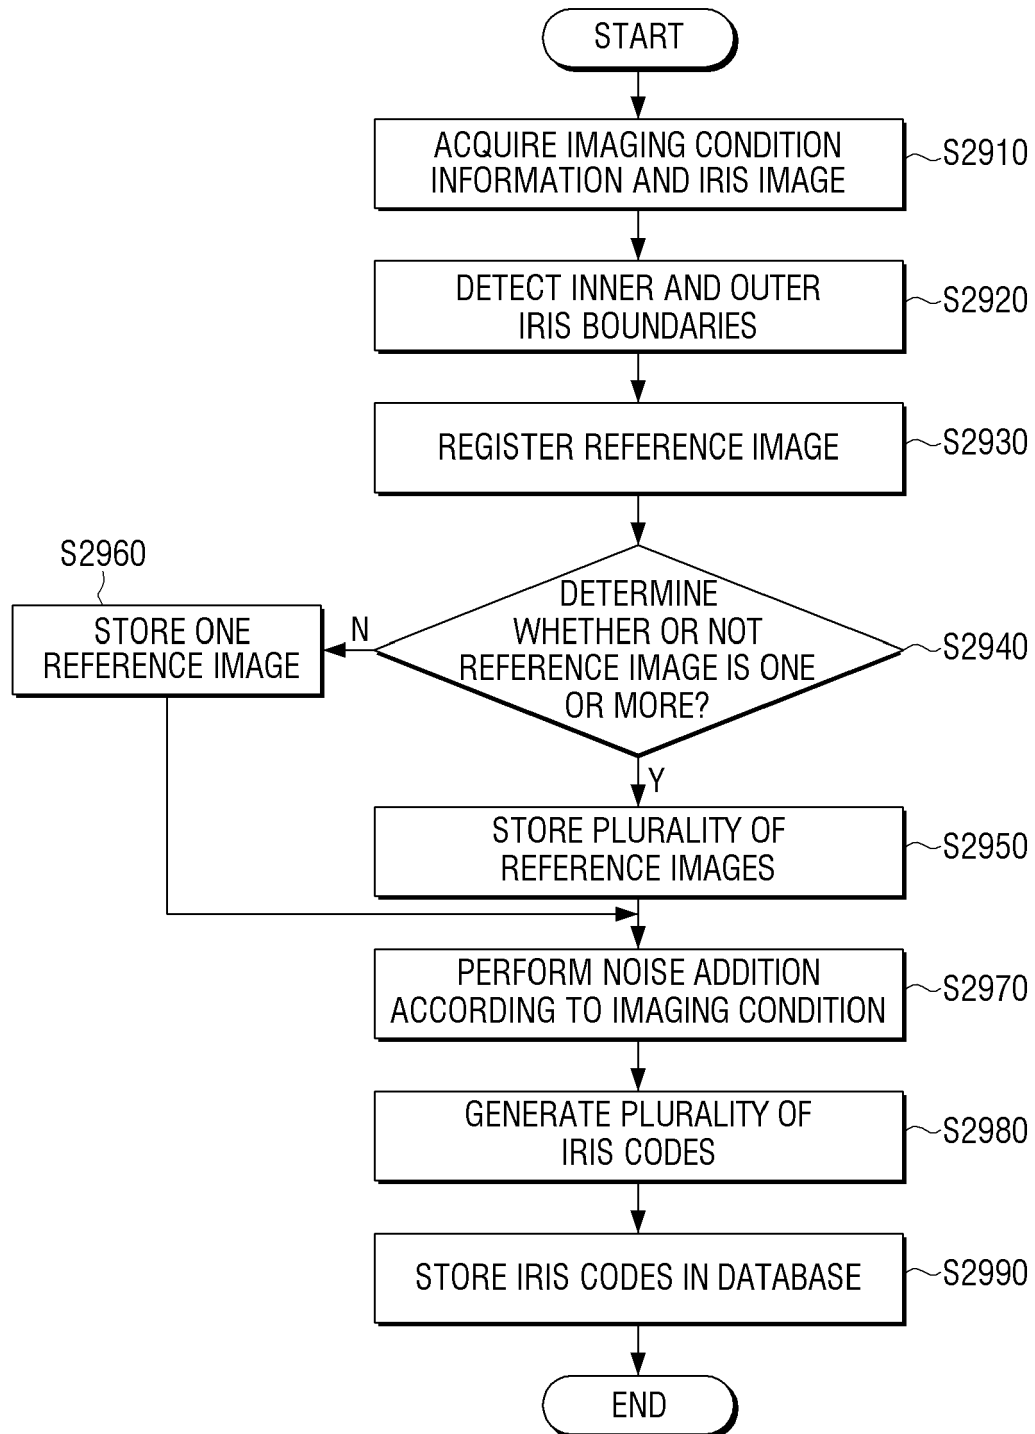 START
ACQUIRE IMAGING CONDITION
INFORMATION AND IRIS IMAGE
S2910
DETECT INNER AND OUTER
IRIS BOUNDARIES
S2920
REGISTER REFERENCE IMAGE
S2930
DETERMINE
WHETHER OR NOT
REFERENCE IMAGE IS ONE
OR MORE?
S2940
N
S2960
STORE ONE
REFERENCE IMAGE
Y
STORE PLURALITY OF
REFERENCE IMAGES
S2950
PERFORM NOISE ADDITION
ACCORDING TO IMAGING CONDITION
S2970
GENERATE PLURALITY OF
IRIS CODES
S2980
STORE IRIS CODES IN DATABASE
S2990
END